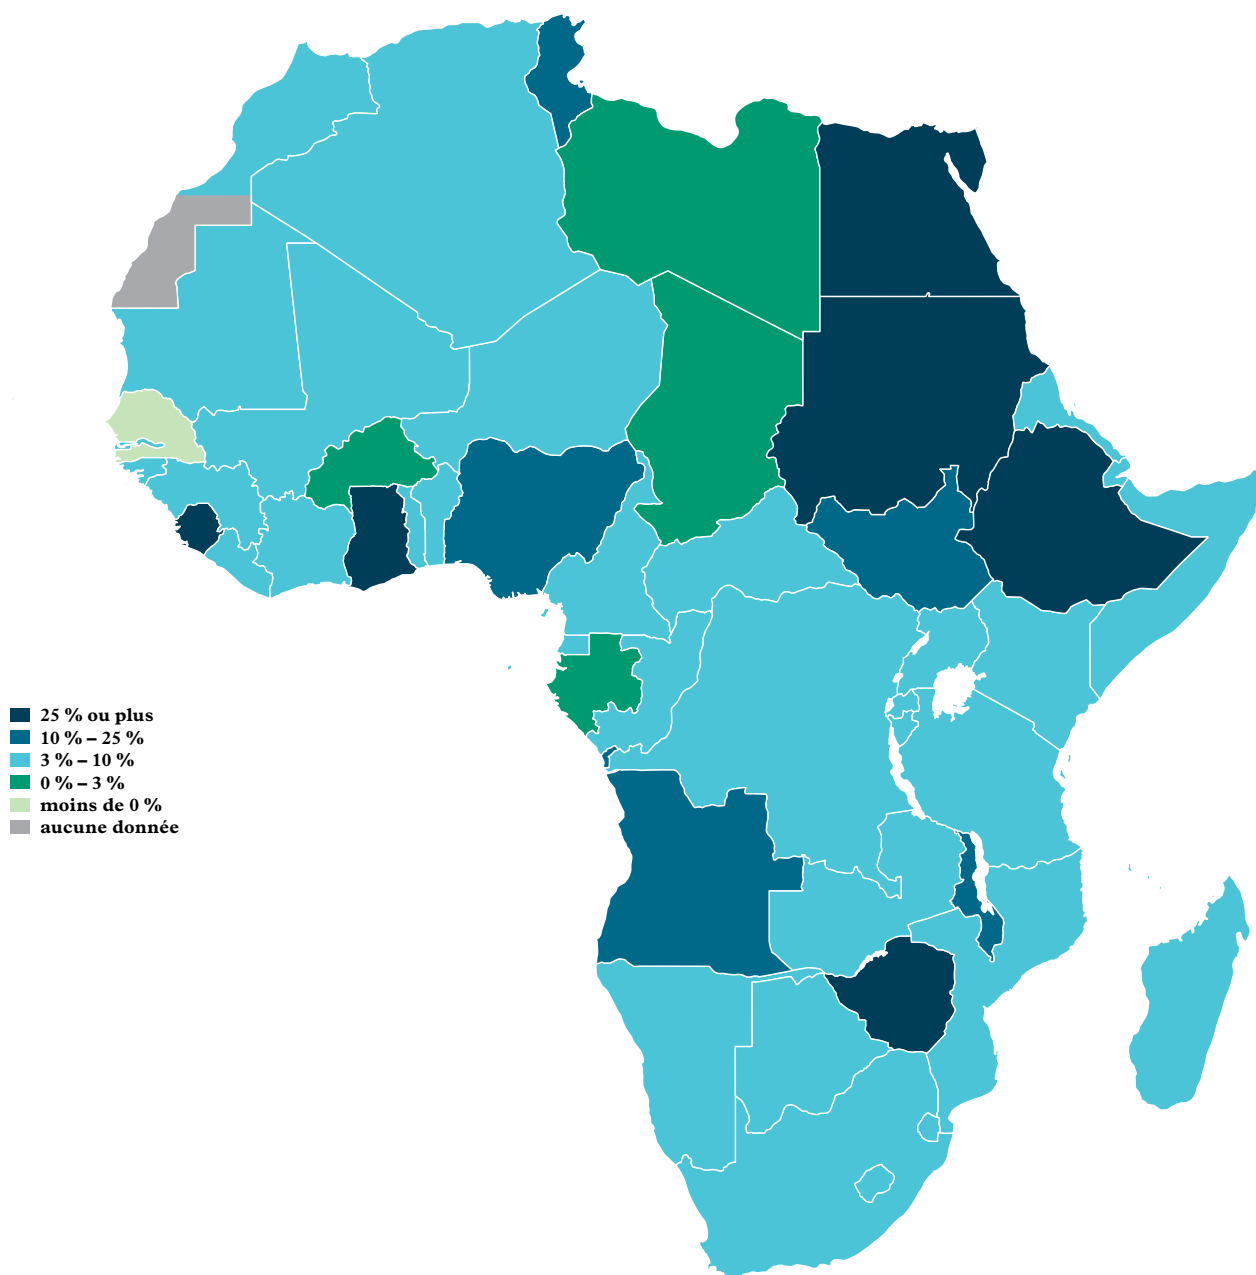 25 % ou plus
10 % – 25 %
3 % – 10 %
0 % – 3 %
moins de 0 %
aucune donnée